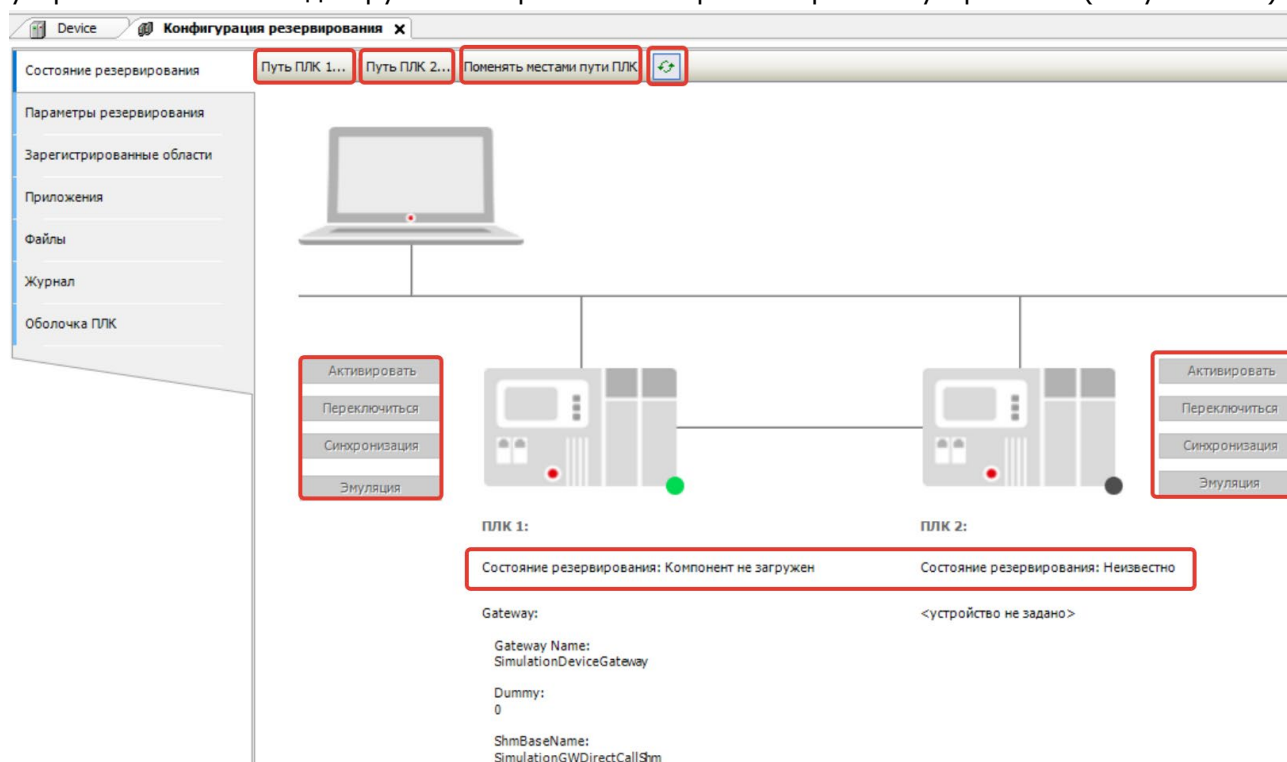 Device
Конфигурация резервирования X
Состояние резервирования
Путь ПЛК 1...
Путь ПЛК 2...
Поменять местами пути ПЛК
Параметры резервирования
Зарегистрированные области
Приложения
Файлы
Журнал
Оболочка ПЛК
Активировать
Переключиться
Синхронизация
Эмуляция
Активировать
Переключиться
Синхронизация
Эмуляция
ПЛК 1:
ПЛК 2:
Состояние резервирования: Компонент не загружен
Состояние резервирования: Неизвестно
Gateway:
<устройство не задано>
Gateway Name:
SimulationDeviceGateway
Dummy:
0
ShmBaseName:
SimulationGWDirectCallShm